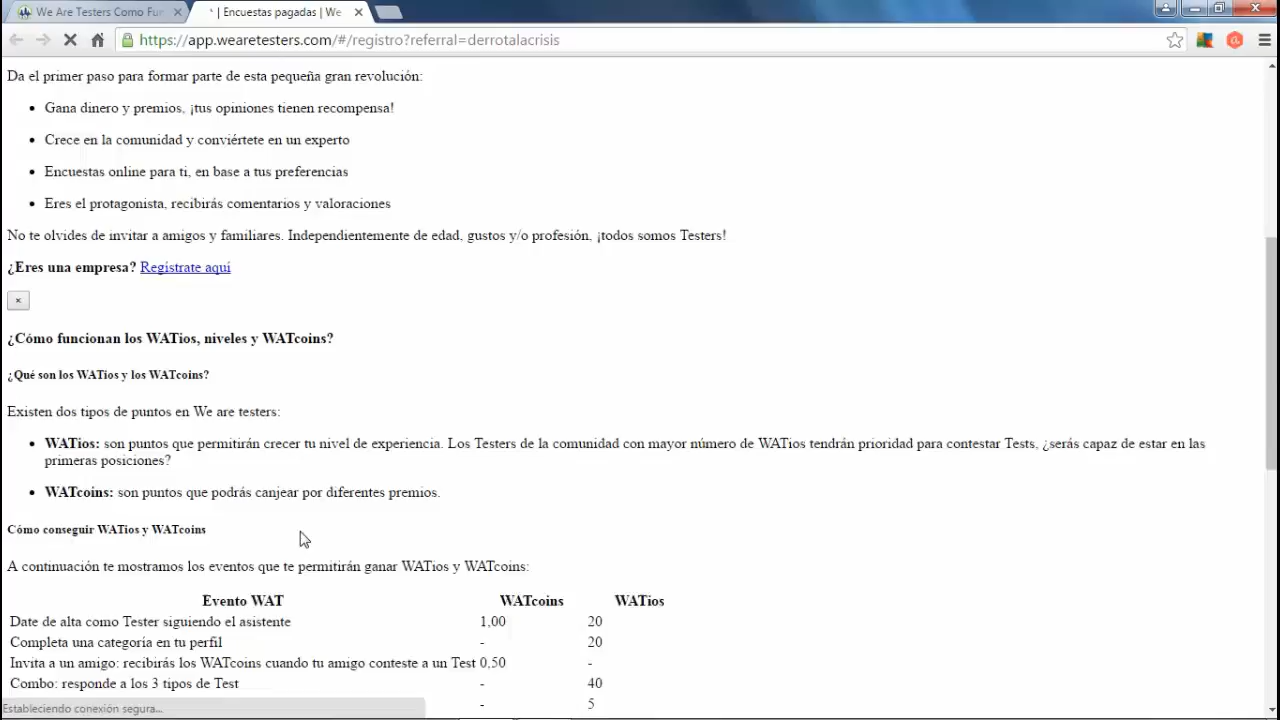 We Are Testers Como Fun
| Encuestas pagadas | We
https://app.wearetesters.com/#/registro?referral=derrotalacrisis
Da el primer paso para formar parte de esta pequeña gran revolución:
• Gana dinero y premios, ¡tus opiniones tienen recompensa!
• Crece en la comunidad y conviértete en un experto
• Encuestas online para ti, en base a tus preferencias
• Eres el protagonista, recibirás comentarios y valoraciones
No te olvides de invitar a amigos y familiares. Independientemente de edad, gustos y/o profesión, ¡todos somos Testers!
¿Eres una empresa? Regístrate aquí
×
¿Cómo funcionan los WATios, niveles y WATcoins?
¿Qué son los WATios y los WATcoins?
Existen dos tipos de puntos en We are testers:
• WATios: son puntos que permitirán crecer tu nivel de experiencia. Los Testers de la comunidad con mayor número de WATios tendrán prioridad para contestar Tests, ¿serás capaz de estar en las
primeras posiciones?
• WATcoins: son puntos que podrás canjear por diferentes premios.
Cómo conseguir WATios y WATcoins
A continuación te mostramos los eventos que te permitirán ganar WATios y WATcoins:
Evento WAT WATcoins WATios
Date de alta como Tester siguiendo el asistente 1,00 20
Completa una categoría en tu perfil - 20
Invita a un amigo: recibirás los WATcoins cuando tu amigo conteste a un Test 0,50 -
Combo: responde a los 3 tipos de Test - 40
- 5
Estableciendo conexión segura...